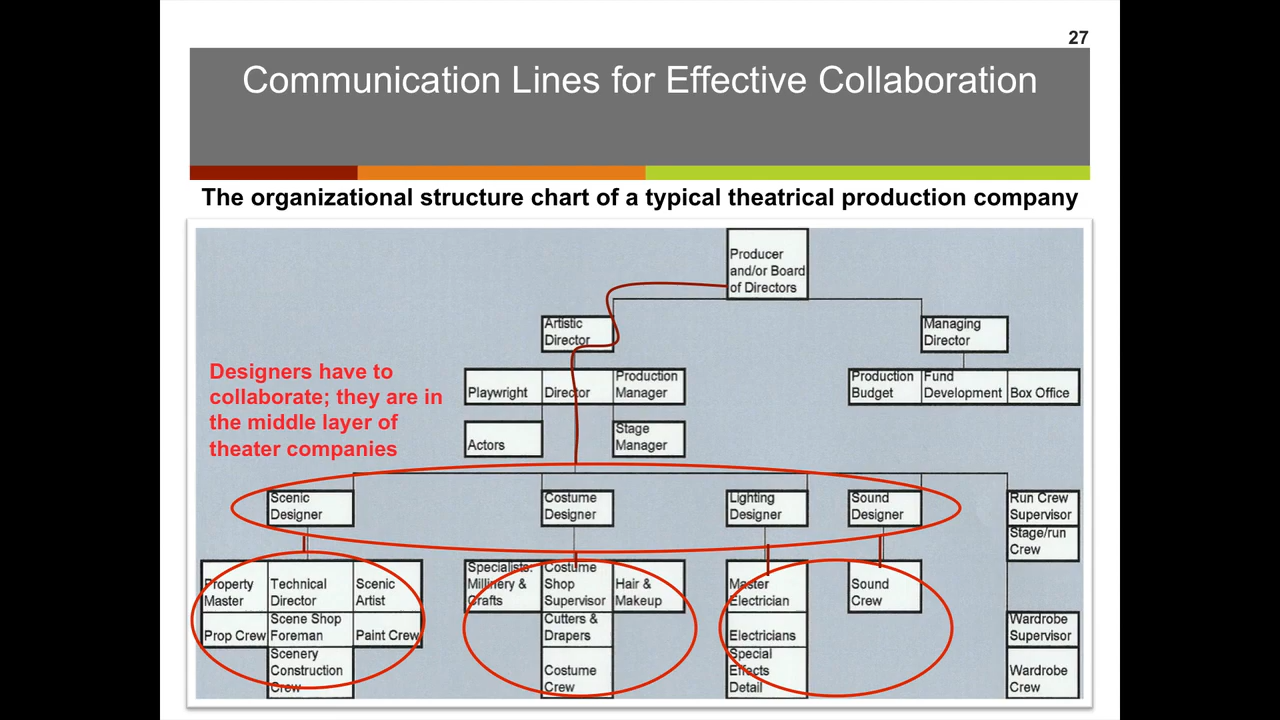 27
Communication Lines for Effective Collaboration
The organizational structure chart of a typical theatrical production company
Producer
and/or Board
of Directors
Artistic
Director
Managing
Director
Designers have to
collaborate; they are in
the middle layer of
theater companies
Playwright
Director
Production
Manager
Production
Budget
Fund
Development
Box Office
Actors
Stage
Manager
Scenic
Designer
Costume
Designer
Lighting
Designer
Sound
Designer
Run Crew
Supervisor
Stage/run
Crew
Property
Master
Technical
Director
Scenic
Artist
Prop Crew
Scene Shop
Foreman
Paint Crew
Scenery
Construction
Crew
Specialists:
Millinery &
Crafts
Costume
Shop
Supervisor
Hair &
Makeup
Cutters &
Drapers
Costume
Crew
Master
Electrician
Electricians
Special
Effects
Detail
Sound
Crew
Wardrobe
Supervisor
Wardrobe
Crew